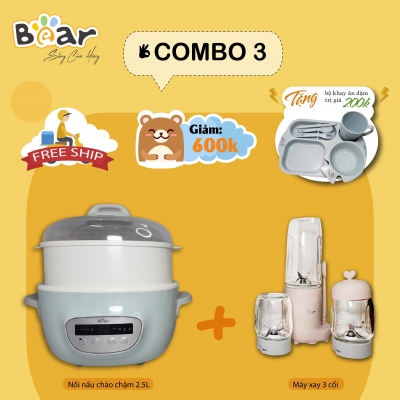 Bear
Sống Cân Hằng
COMBO 3
Tặng
bộ khay ăn dặm
trị giá
200k
FREE SHIP
Giảm:
600k
Bear
Nồi nấu cháo chậm 2.5L
Máy xay 3 cối